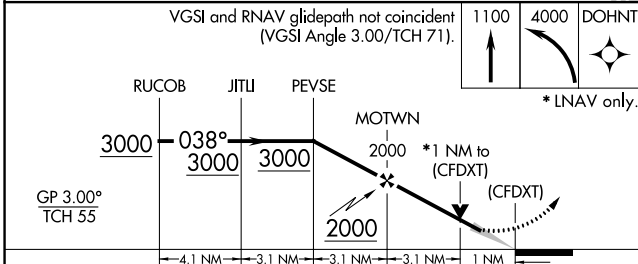 VGSI and RNAV glidepath not coincident
(VGSI Angle 3.00/TCH 71).
1100
4000
DOHNT
* LNAV only.
RUCOB
JITLI
PEVSE
MOTWN
2000
*1 NM to
(CFDXT)
(CFDXT)
3000
038°
3000
3000
2000
GP 3.00°
TCH 55
4.1 NM
3.1 NM
3.1 NM
3.1 NM
1 NM